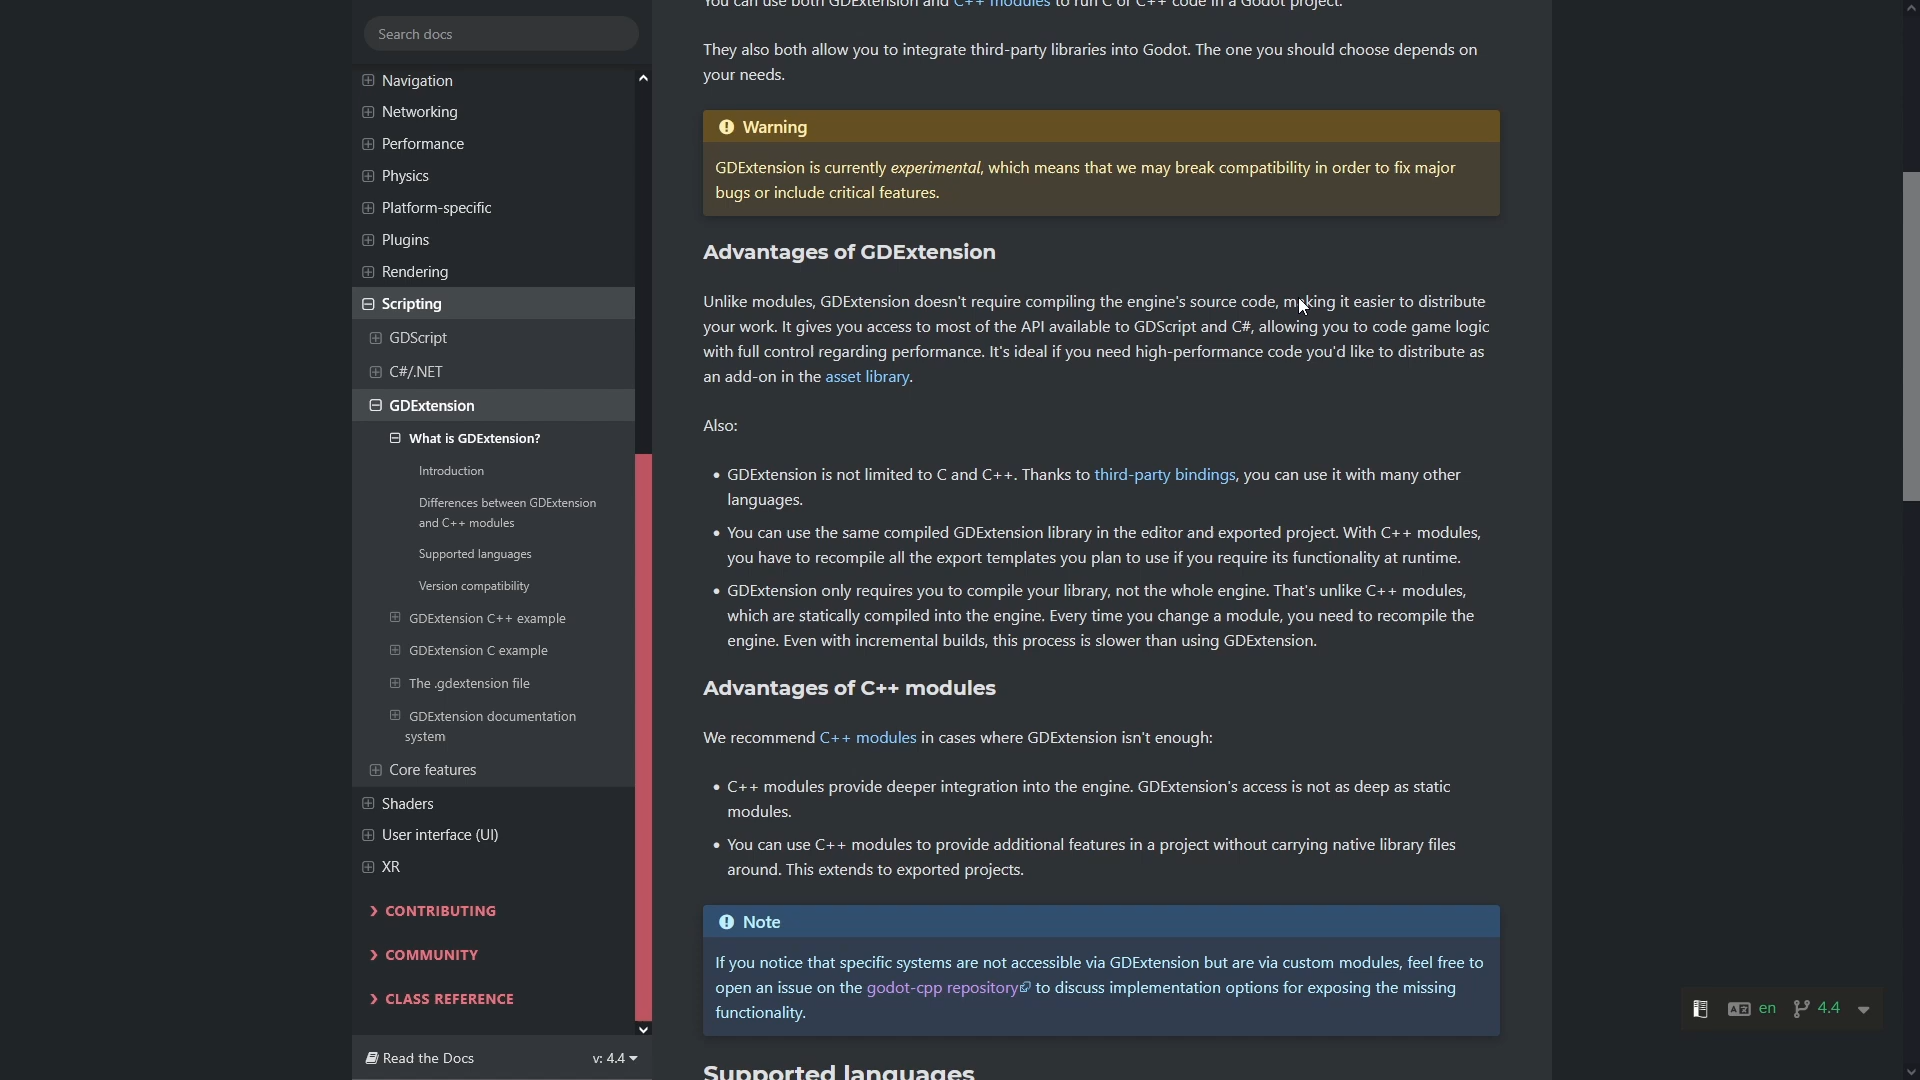 Search docs
Navigation
Networking
Performance
Physics
Platform-specific
Plugins
Rendering
Scripting
GDScript
C#/.NET
GDExtension
What is GDExtension?
Introduction
Differences between GDExtension
and C++ modules
Supported languages
Version compatibility
GDExtension C++ example
GDExtension C example
The .gdextension file
GDExtension documentation
system
Core features
Shaders
User interface (UI)
XR
CONTRIBUTING
COMMUNITY
CLASS REFERENCE
Read the Docs v: 4.4
You can use both GDExtension and C++ modules to run C or C++ code in a Godot project.
They also both allow you to integrate third-party libraries into Godot. The one you should choose depends on
your needs.
Warning
GDExtension is currently experimental, which means that we may break compatibility in order to fix major
bugs or include critical features.
Advantages of GDExtension
Unlike modules, GDExtension doesn't require compiling the engine's source code, making it easier to distribute
your work. It gives you access to most of the API available to GDScript and C#, allowing you to code game logic
with full control regarding performance. It's ideal if you need high-performance code you'd like to distribute as
an add-on in the asset library.
Also:
• GDExtension is not limited to C and C++. Thanks to third-party bindings, you can use it with many other
languages.
• You can use the same compiled GDExtension library in the editor and exported project. With C++ modules,
you have to recompile all the export templates you plan to use if you require its functionality at runtime.
• GDExtension only requires you to compile your library, not the whole engine. That's unlike C++ modules,
which are statically compiled into the engine. Every time you change a module, you need to recompile the
engine. Even with incremental builds, this process is slower than using GDExtension.
Advantages of C++ modules
We recommend C++ modules in cases where GDExtension isn't enough:
• C++ modules provide deeper integration into the engine. GDExtension's access is not as deep as static
modules.
• You can use C++ modules to provide additional features in a project without carrying native library files
around. This extends to exported projects.
Note
If you notice that specific systems are not accessible via GDExtension but are via custom modules, feel free to
open an issue on the godot-cpp repository to discuss implementation options for exposing the missing
functionality.
Supported languages
en 4.4